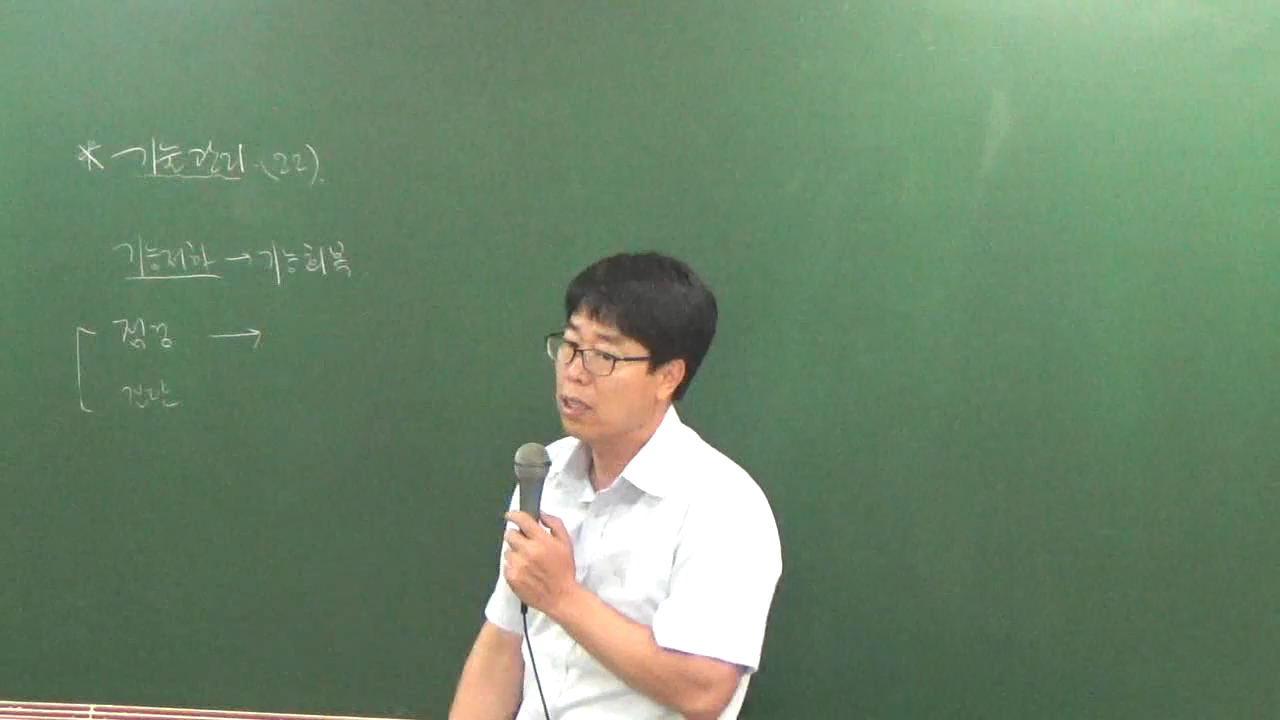 * 기능관리 (22).
기능저하 → 기능회복
점검 →
진단